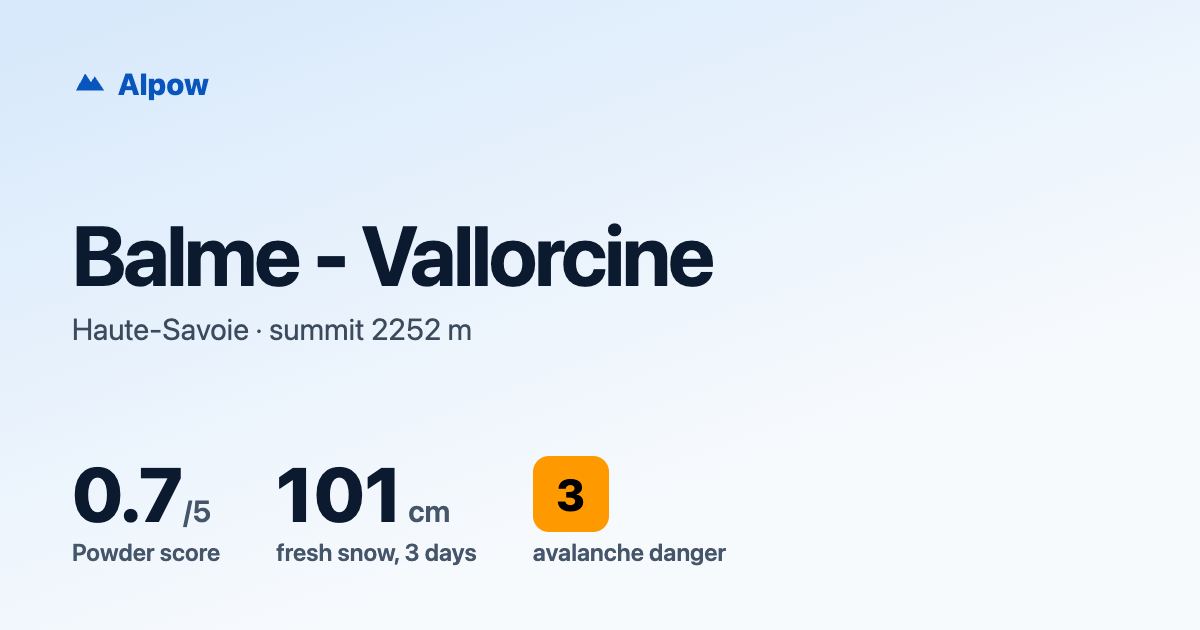 Alpow
Balme - Vallorcine
Haute-Savoie · summit 2252 m
0.7/5 101 cm 3
Powder score fresh snow, 3 days avalanche danger